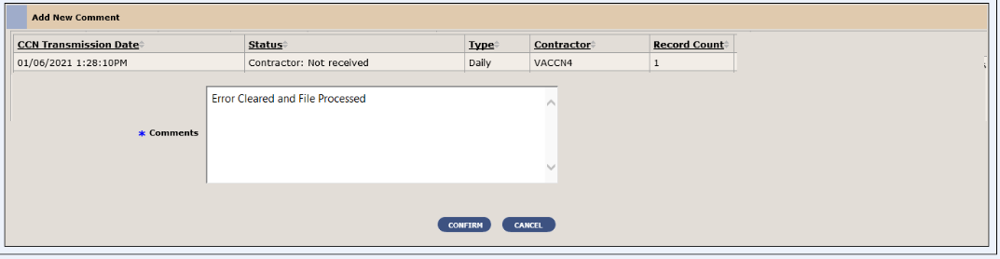 Add New Comment
CCN Transmission Date Status Type Contractor Record Count
01/06/2021 1:28:10PM Contractor: Not received Daily VACCN4 1
Error Cleared and File Processed
* Comments
CONFIRM CANCEL